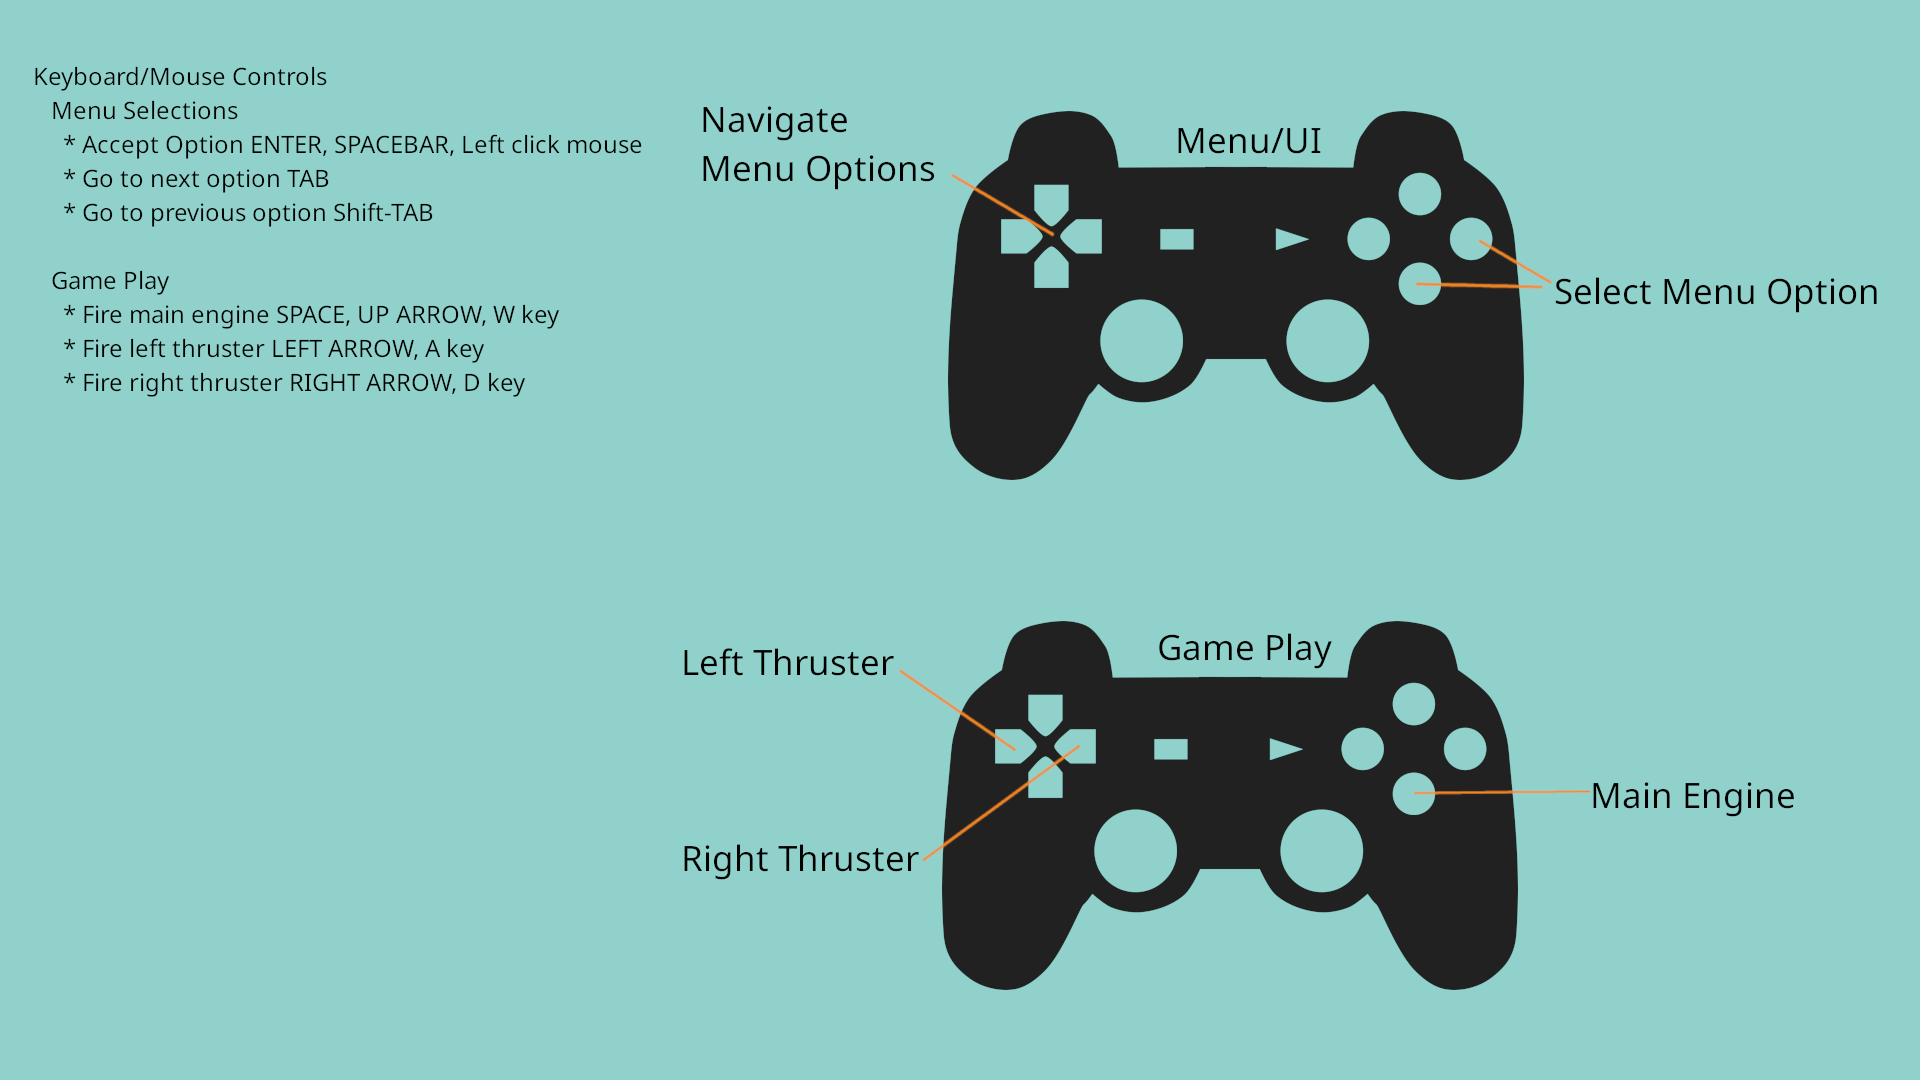 Keyboard/Mouse Controls
Menu Selections
* Accept Option ENTER, SPACEBAR, Left click mouse
* Go to next option TAB
* Go to previous option Shift-TAB
Game Play
* Fire main engine SPACE, UP ARROW, W key
* Fire left thruster LEFT ARROW, A key
* Fire right thruster RIGHT ARROW, D key
Navigate
Menu Options
Menu/UI
Select Menu Option
Game Play
Left Thruster
Right Thruster
Main Engine